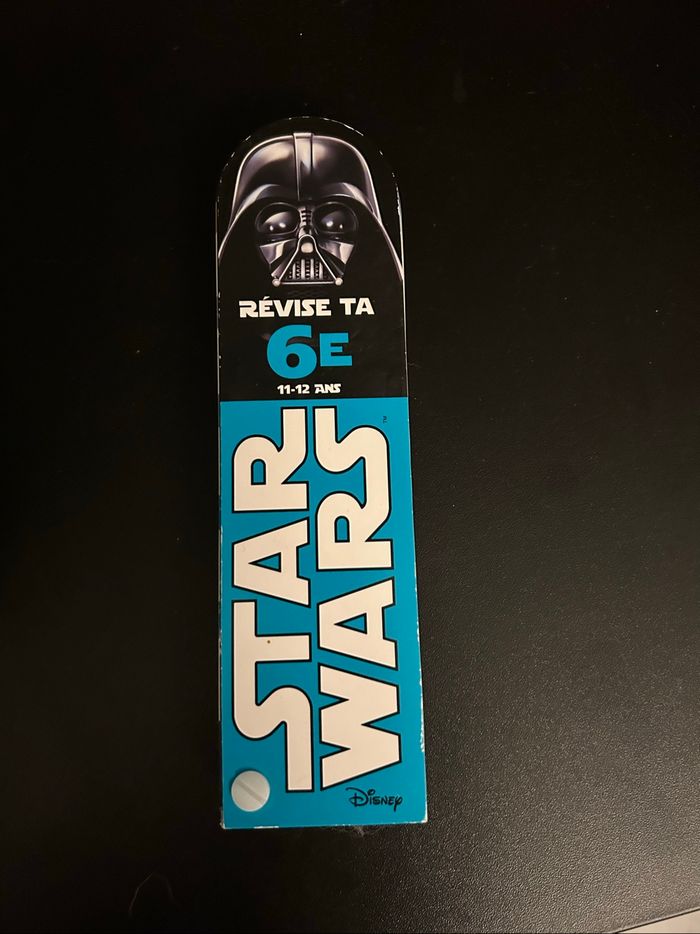 RÉVISE TA
6E
11-12 ANS
STAR
WARS
Disney